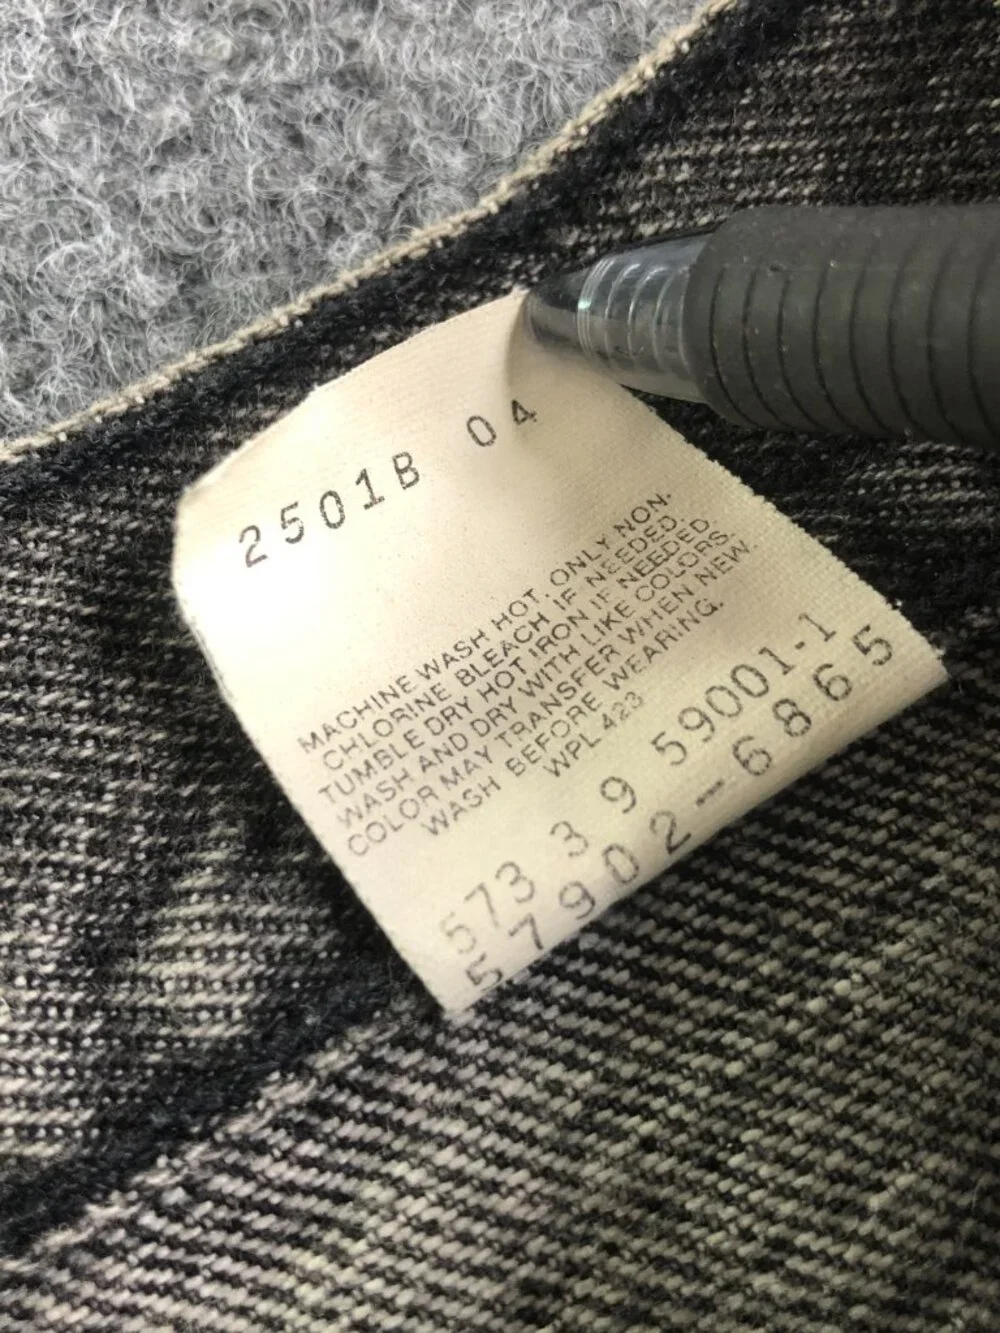 2501B 04
MACHINE WASH HOT. ONLY NON-
CHLORINE BLEACH IF NEEDED.
TUMBLE DRY HOT IRON IF NEEDED.
WASH AND DRY WITH LIKE COLORS.
COLOR MAY TRANSFER WHEN NEW.
WASH BEFORE WEARING.
WPL 423
573 3 9 59001-1
57902-6865